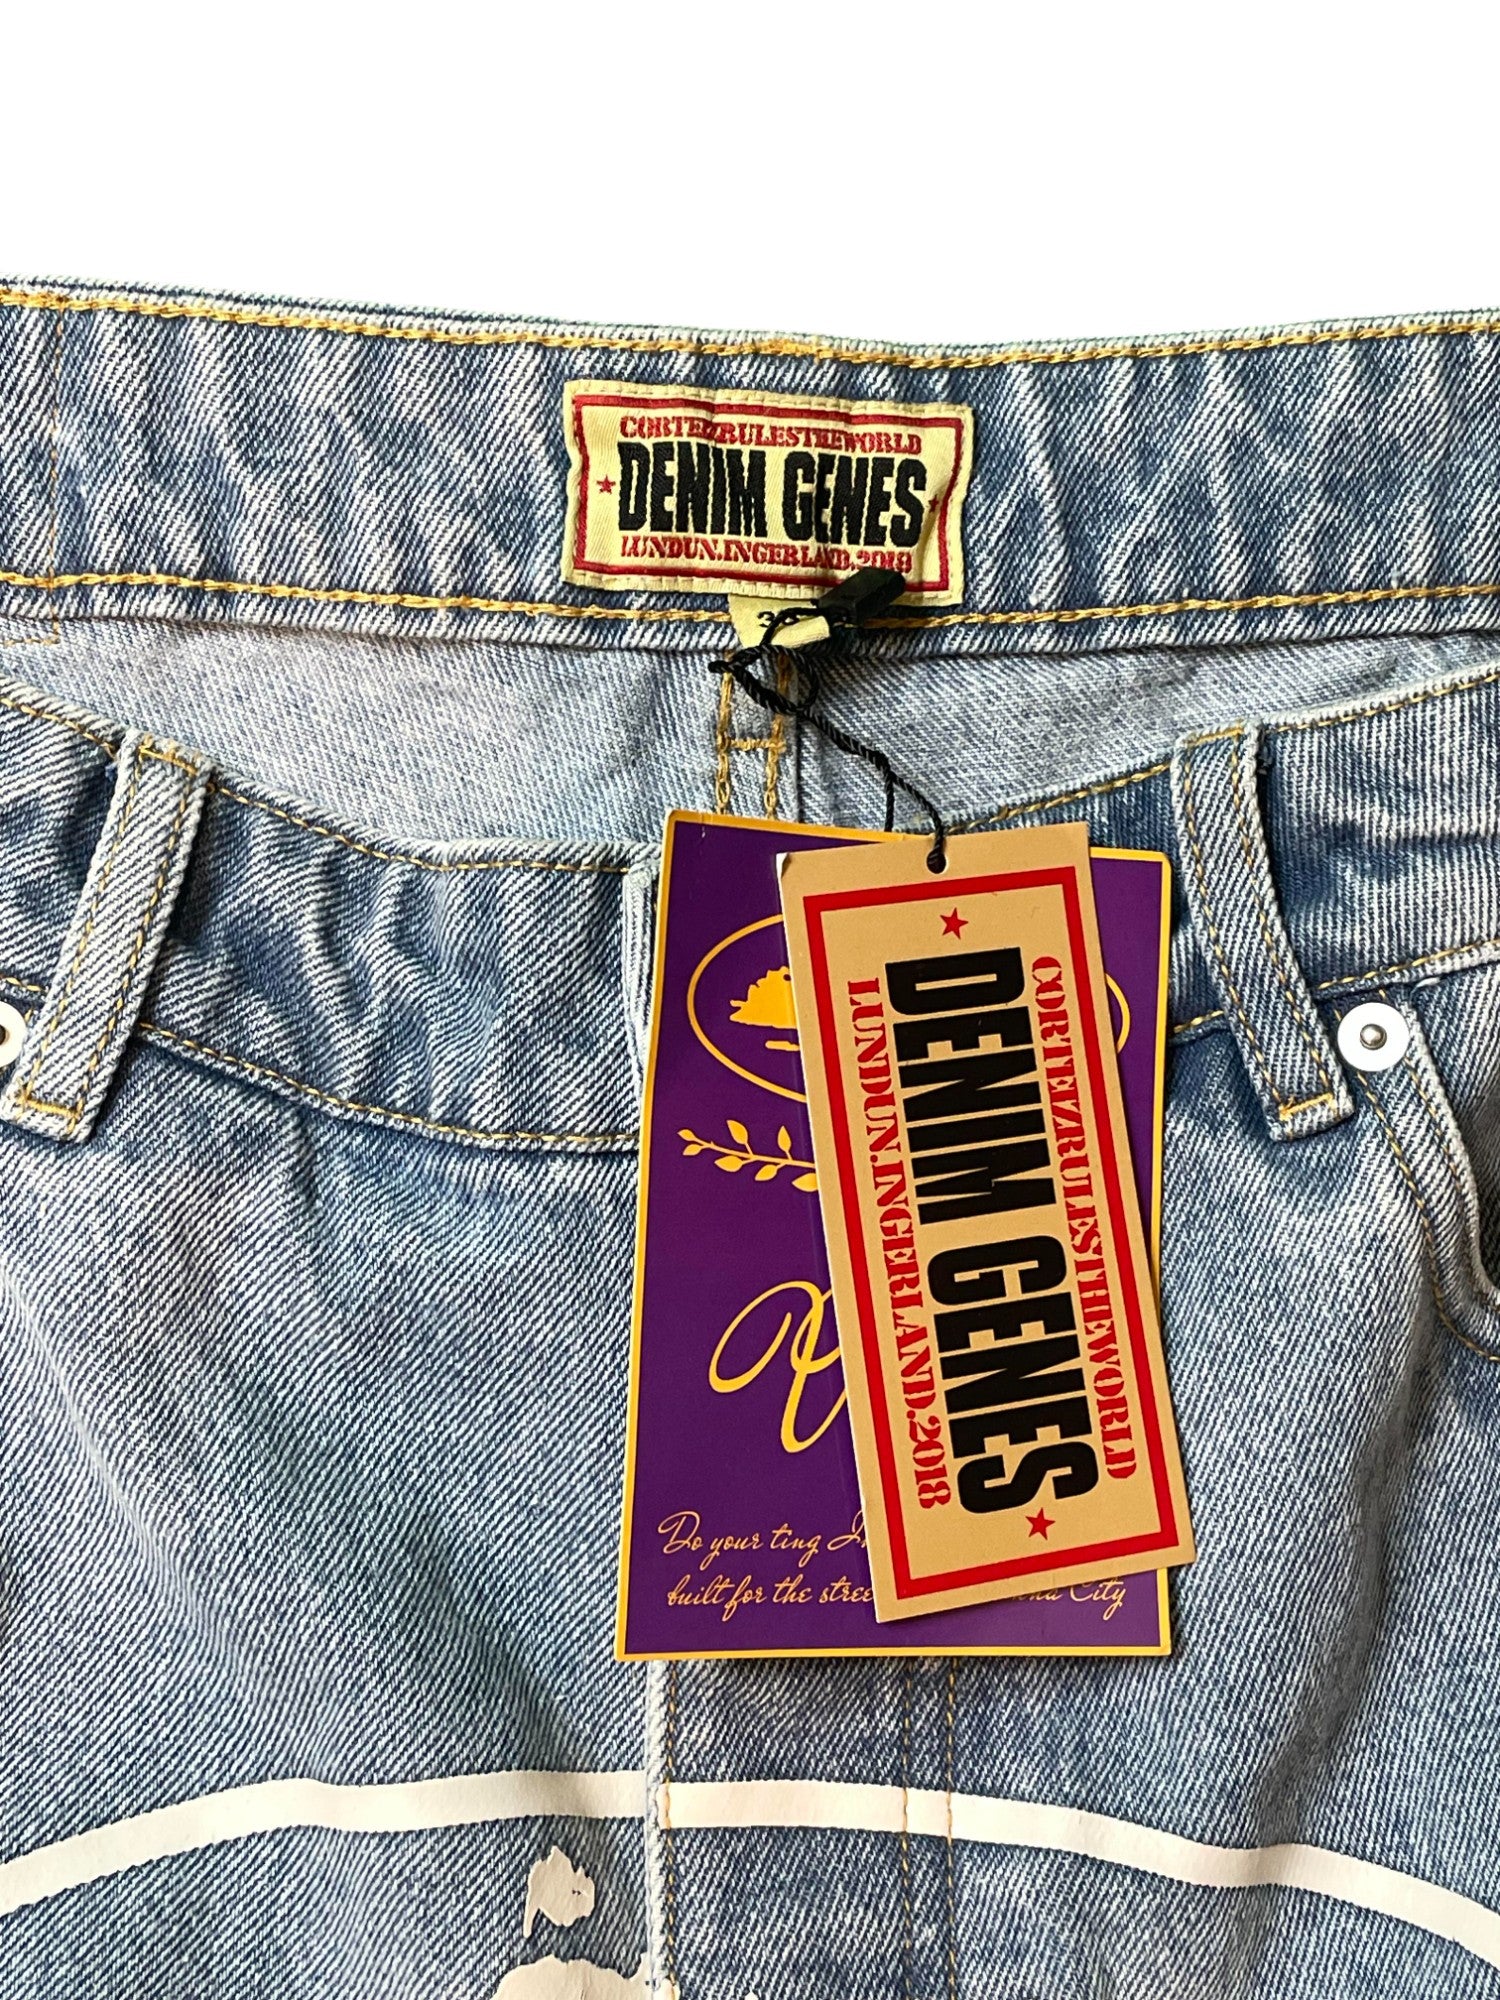 CORTEIZRULESTHEWORLD
DENIM GENES
LUNDUN.INGERLAND.2018
CORTEIZRULESTHEWORLD
DENIM GENES
LUNDUN.INGERLAND.2018
Do your ting
built for the City